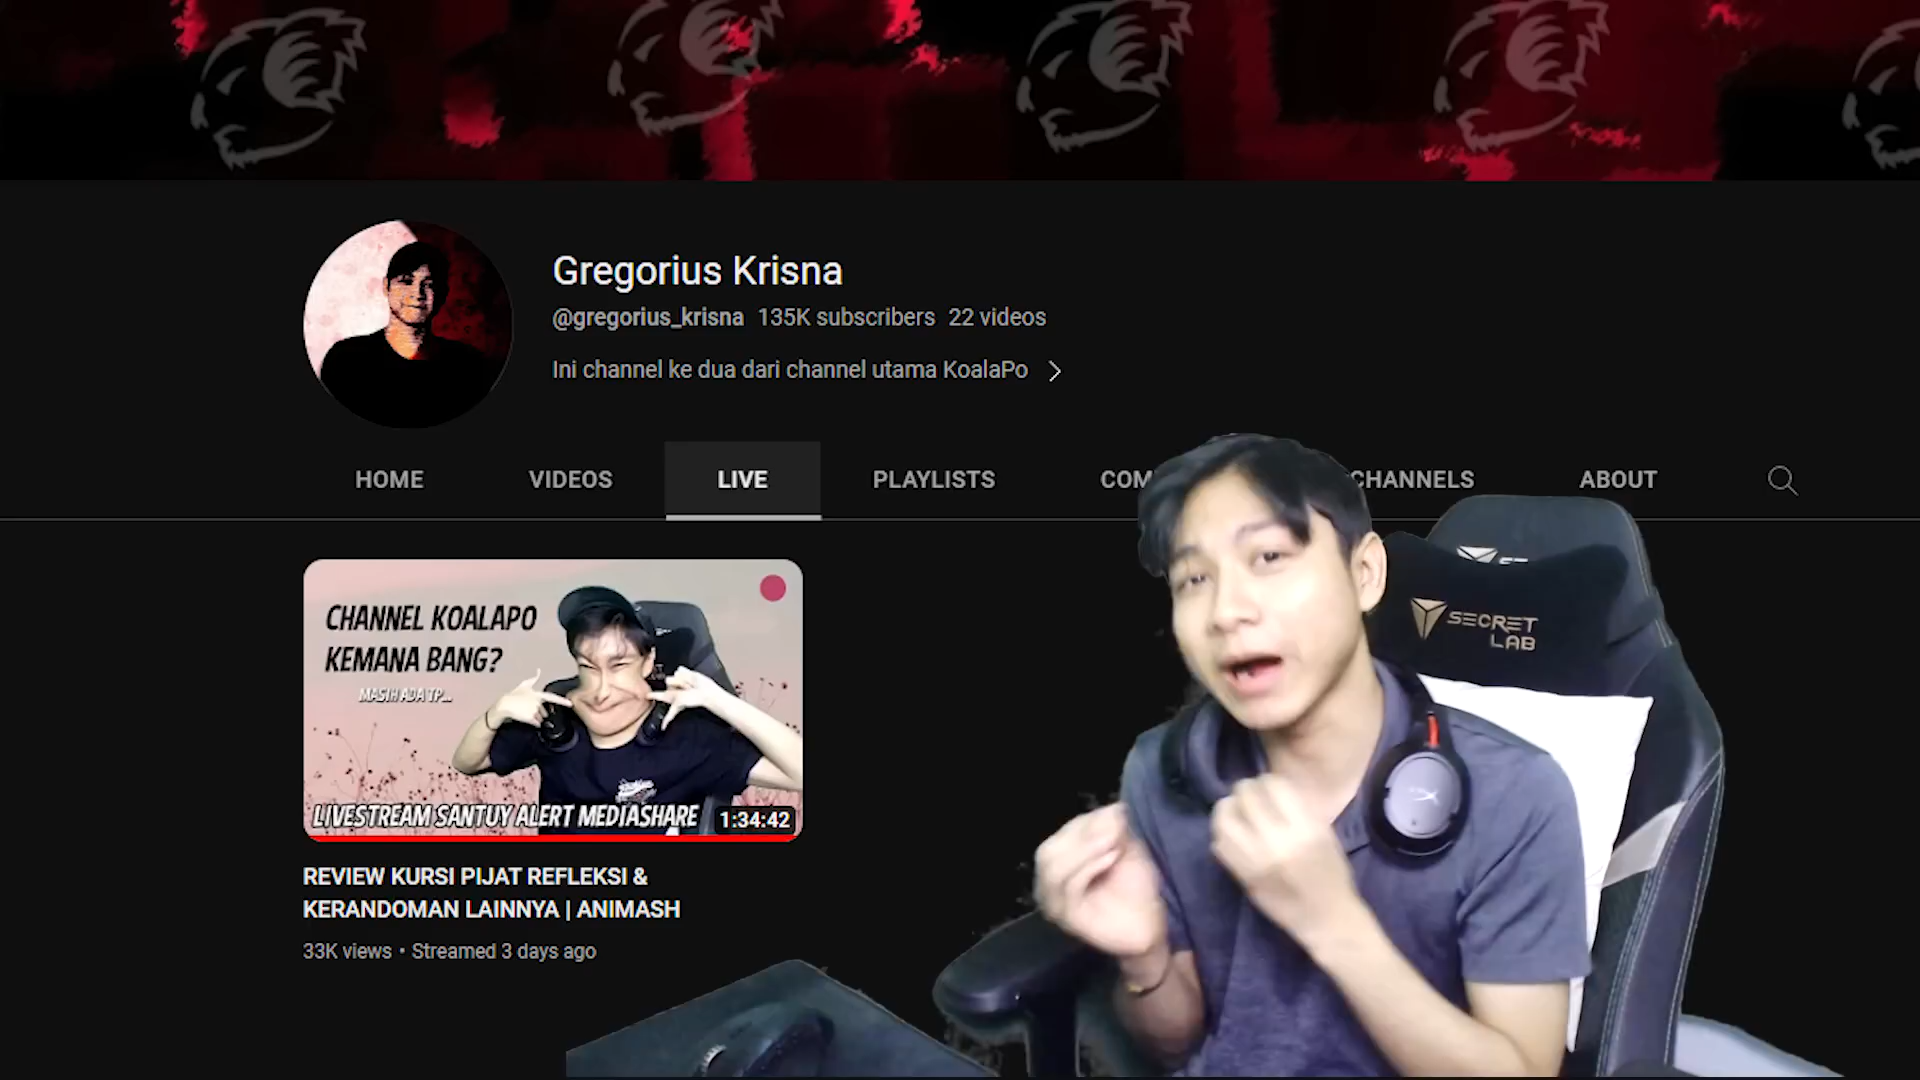 Gregorius Krisna
@gregorius_krisna 135K subscribers 22 videos
Ini channel ke dua dari channel utama KoalaPo
HOME VIDEOS LIVE PLAYLISTS COM CHANNELS ABOUT
CHANNEL KOALAPO
KEMANA BANG?
MASIH ADA TP...
LIVESTREAM SANTUY ALERT MEDIASHARE
1:34:42
REVIEW KURSI PIJAT REFLEKSI &
KERANDOMAN LAINNYA | ANIMASH
33K views • Streamed 3 days ago
SECRET
LAB